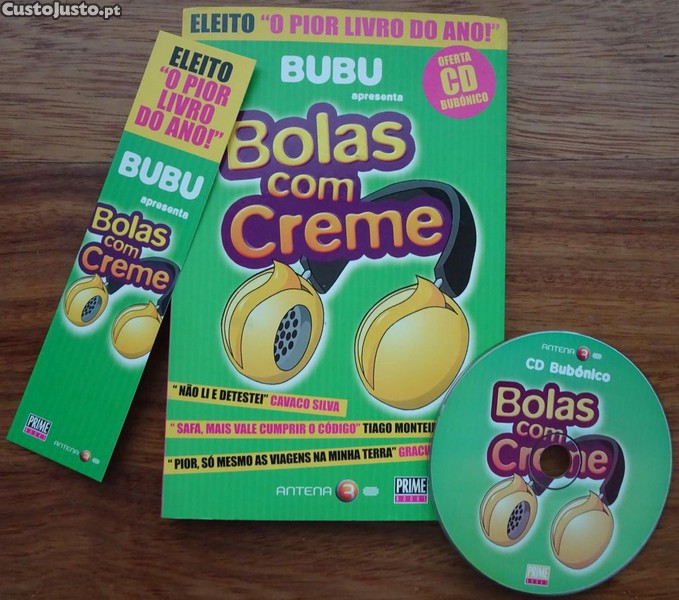 CustoJusto.pt
ELEITO "O PIOR LIVRO DO ANO!"
BUBU
apresenta
OFERTA
CD
BUBÓNICO
Bolas
com
Creme
"NÃO LI E DETESTEI" CAVACO SILVA
"SAFA, MAIS VALE CUMPRIR O CÓDIGO" TIAGO
"PIOR, SÓ MESMO AS VIAGENS NA MINHA TERRA"
ANTENA 3
PRIME
BOOKS
ELEITO
"O PIOR
LIVRO
DO ANO!"
BUBU
apresenta
Bolas
com
Creme
PRIME
BOOKS
ANTENA 3
ANTENA 3
CD Bubónico
Bolas
com
Creme
PRIME
BOOKS